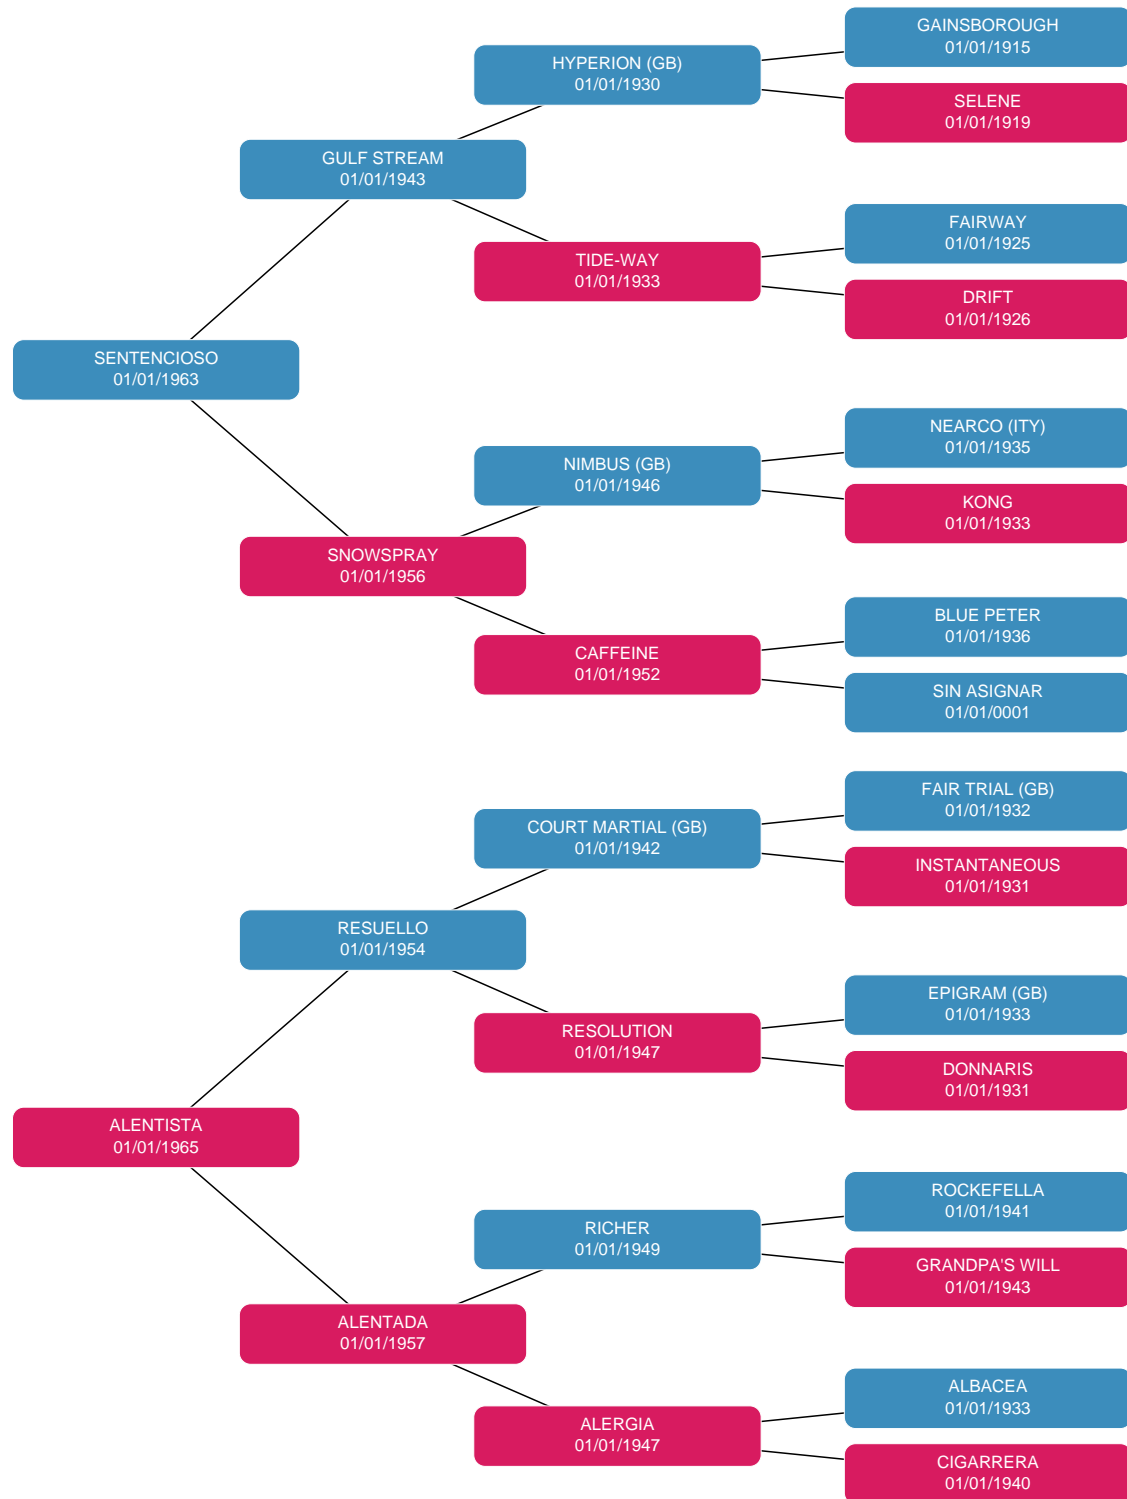 GAINSBOROUGH
01/01/1915
HYPERION (GB)
01/01/1930
SELENE
01/01/1919
GULF STREAM
01/01/1943
FAIRWAY
01/01/1925
TIDE-WAY
01/01/1933
DRIFT
01/01/1926
SENTENCIOSO
01/01/1963
NEARCO (ITY)
01/01/1935
NIMBUS (GB)
01/01/1946
KONG
01/01/1933
SNOWSPRAY
01/01/1956
BLUE PETER
01/01/1936
CAFFEINE
01/01/1952
SIN ASIGNAR
01/01/0001
FAIR TRIAL (GB)
01/01/1932
COURT MARTIAL (GB)
01/01/1942
INSTANTANEOUS
01/01/1931
RESUELLO
01/01/1954
EPIGRAM (GB)
01/01/1933
RESOLUTION
01/01/1947
DONNARIS
01/01/1931
ALENTISTA
01/01/1965
ROCKEFELLA
01/01/1941
RICHER
01/01/1949
GRANDPA'S WILL
01/01/1943
ALENTADA
01/01/1957
ALBACEA
01/01/1933
ALERGIA
01/01/1947
CIGARRERA
01/01/1940